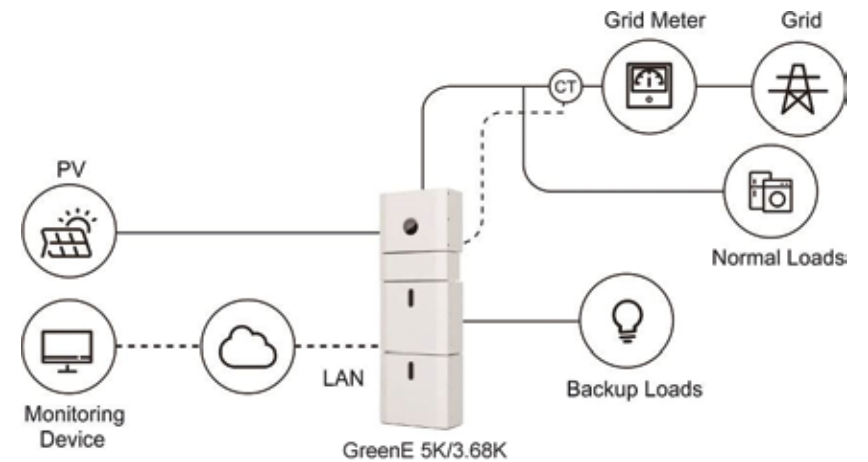 Grid Meter
Grid
CT
PV
Normal Loads
LAN
Backup Loads
Monitoring
Device
GreenE 5K/3.68K